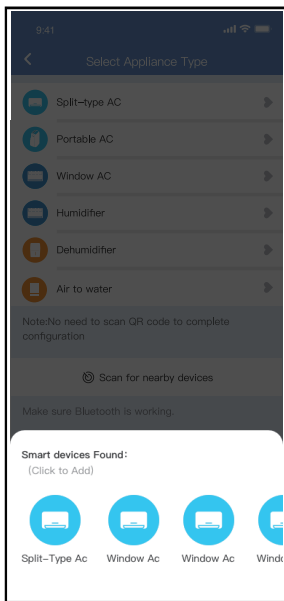 9:41
Select Appliance Type
Split-type AC
Portable AC
Window AC
Humidifier
Dehumidifier
Air to water
Note:No need to scan QR code to complete
configuration
Scan for nearby devices
Make sure Bluetooth is working.
Smart devices Found:
(Click to Add)
Split-Type Ac Window Ac Window Ac Windo